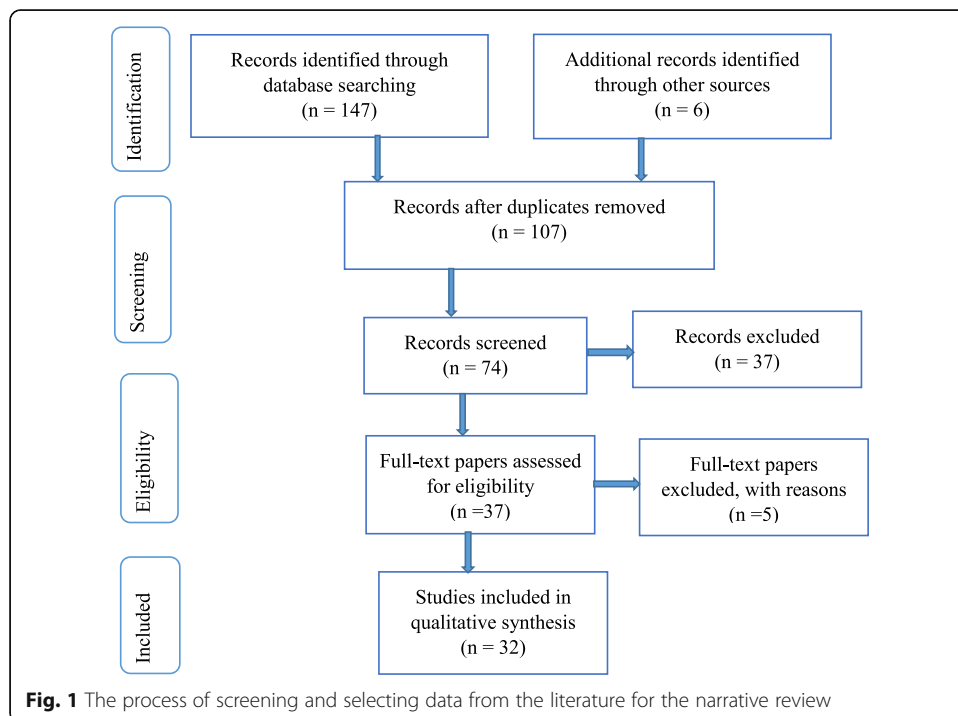 Identification
Records identified through
database searching
(n = 147)
Additional records identified
through other sources
(n = 6)
Screening
Records after duplicates removed
(n = 107)
Records screened
(n = 74)
Records excluded
(n = 37)
Eligibility
Full-text papers assessed
for eligibility
(n =37)
Full-text papers
excluded, with reasons
(n =5)
Included
Studies included in
qualitative synthesis
(n = 32)
Fig. 1 The process of screening and selecting data from the literature for the narrative review